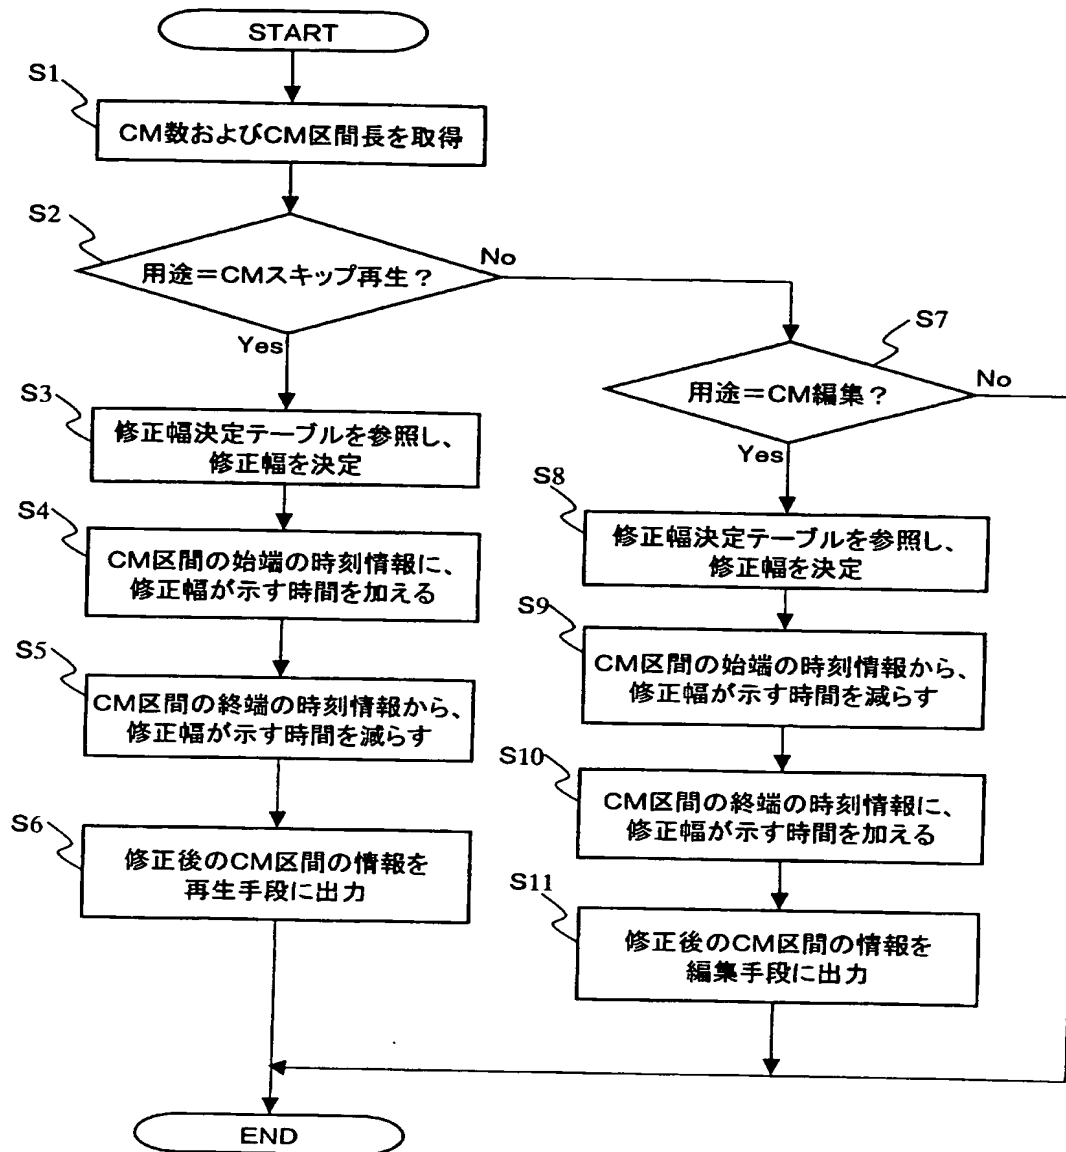 START
S1
CM数およびCM区間長を取得
S2
用途＝CMスキップ再生？
No
Yes
S3
修正幅決定テーブルを参照し、
修正幅を決定
S4
CM区間の始端の時刻情報に、
修正幅が示す時間を加える
S5
CM区間の終端の時刻情報から、
修正幅が示す時間を減らす
S6
修正後のCM区間の情報を
再生手段に出力
S7
用途＝CM編集？
No
Yes
S8
修正幅決定テーブルを参照し、
修正幅を決定
S9
CM区間の始端の時刻情報から、
修正幅が示す時間を減らす
S10
CM区間の終端の時刻情報に、
修正幅が示す時間を加える
S11
修正後のCM区間の情報を
編集手段に出力
END